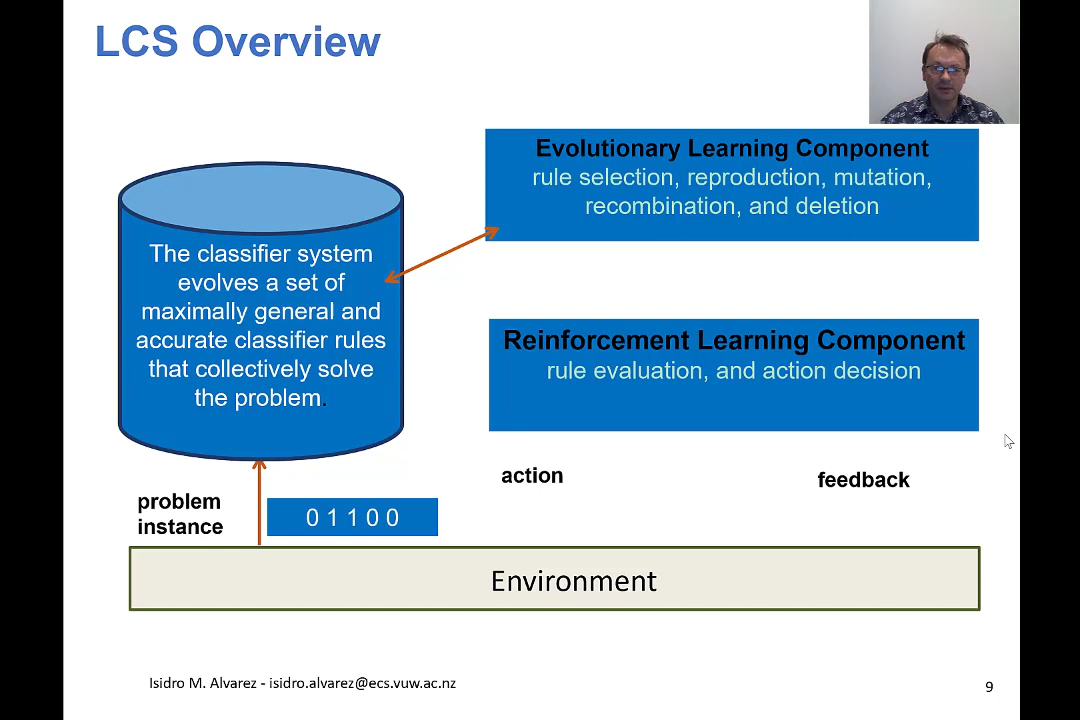 LCS Overview
Evolutionary Learning Component
rule selection, reproduction, mutation,
recombination, and deletion
The classifier system
evolves a set of
maximally general and
accurate classifier rules
that collectively solve
the problem.
Reinforcement Learning Component
rule evaluation, and action decision
action
feedback
problem
instance
0 1 1 0 0
Environment
Isidro M. Alvarez - isidro.alvarez@ecs.vuw.ac.nz
9